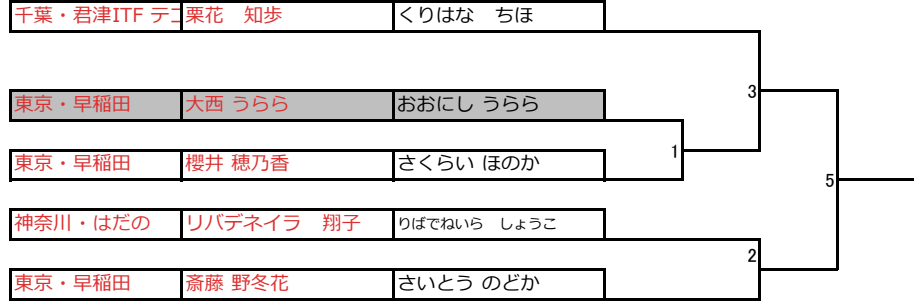 千葉・君津ITF テコ 栗花　知歩 くりはな　ちほ
東京・早稲田 大西 うらら おおにし うらら
3
東京・早稲田 櫻井 穂乃香 さくらい ほのか
1
5
神奈川・はだの リバデネイラ　翔子 りばでねいら　しょうこ
2
東京・早稲田 斎藤 野冬花 さいとう のどか